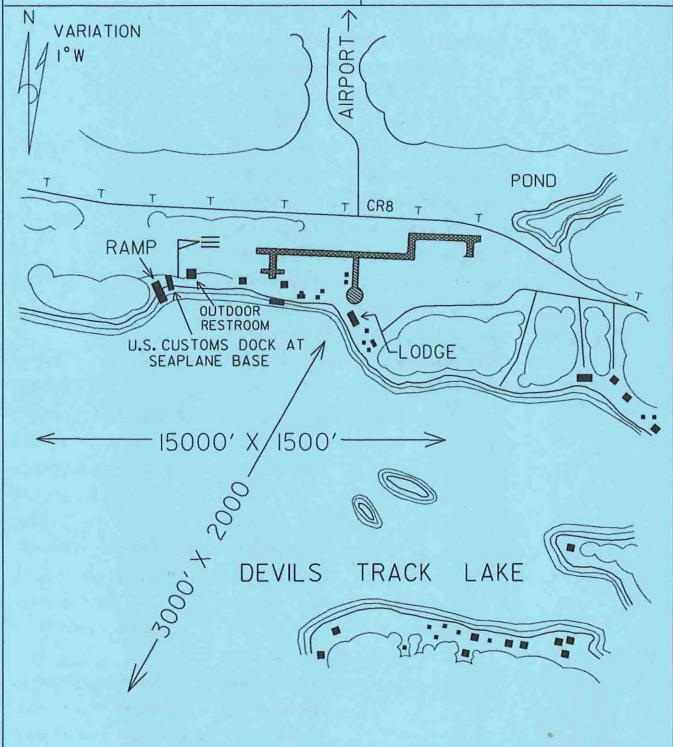 N
VARIATION
1° W
AIRPORT
POND
T T T T T T T T
CR8
RAMP
OUTDOOR
RESTROOM
U.S. CUSTOMS DOCK AT
SEAPLANE BASE
LODGE
15000' X 1500'
3000' X 2000
DEVILS TRACK LAKE